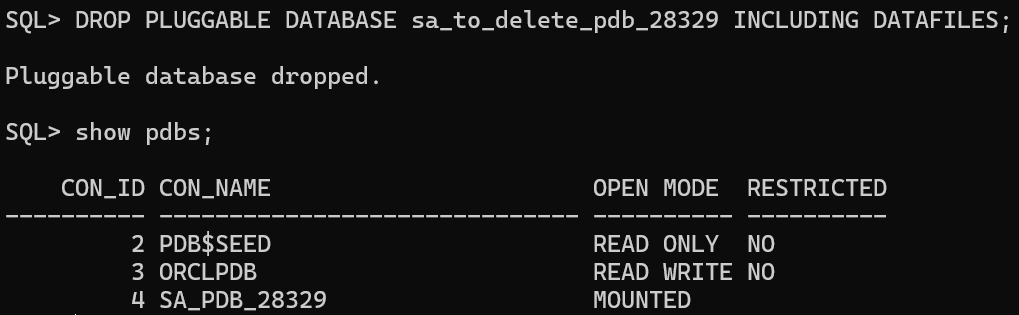 SQL> DROP PLUGGABLE DATABASE sa_to_delete_pdb_28329 INCLUDING DATAFILES;
Pluggable database dropped.
SQL> show pdbs;
    CON_ID CON_NAME                       OPEN MODE  RESTRICTED
---------- ------------------------------ ---------- ----------
         2 PDB$SEED                       READ ONLY  NO
         3 ORCLPDB                        READ WRITE NO
         4 SA_PDB_28329                   MOUNTED